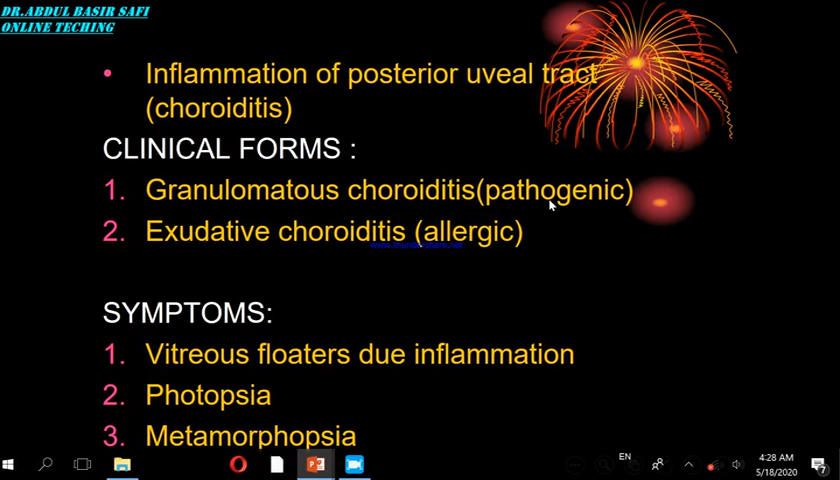 DR.ABDUL BASIR SAFI
ONLINE TECHING
• Inflammation of posterior uveal tract
(choroiditis)
CLINICAL FORMS :
1. Granulomatous choroiditis(pathogenic)
2. Exudative choroiditis (allergic)
SYMPTOMS:
1. Vitreous floaters due inflammation
2. Photopsia
3. Metamorphopsia
EN
4:28 AM
5/18/2020
7